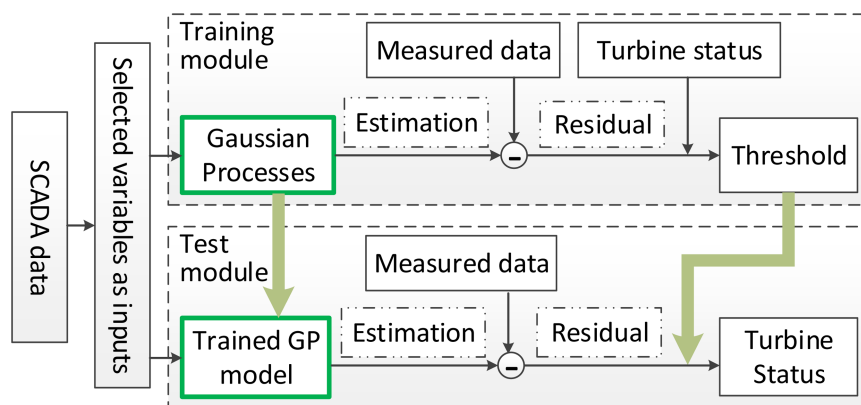 SCADA data
Selected variables as inputs
Training
module
Measured data
Turbine status
Gaussian
Processes
Estimation
-
Residual
Threshold
Test
module
Measured data
Trained GP
model
Estimation
-
Residual
Turbine
Status